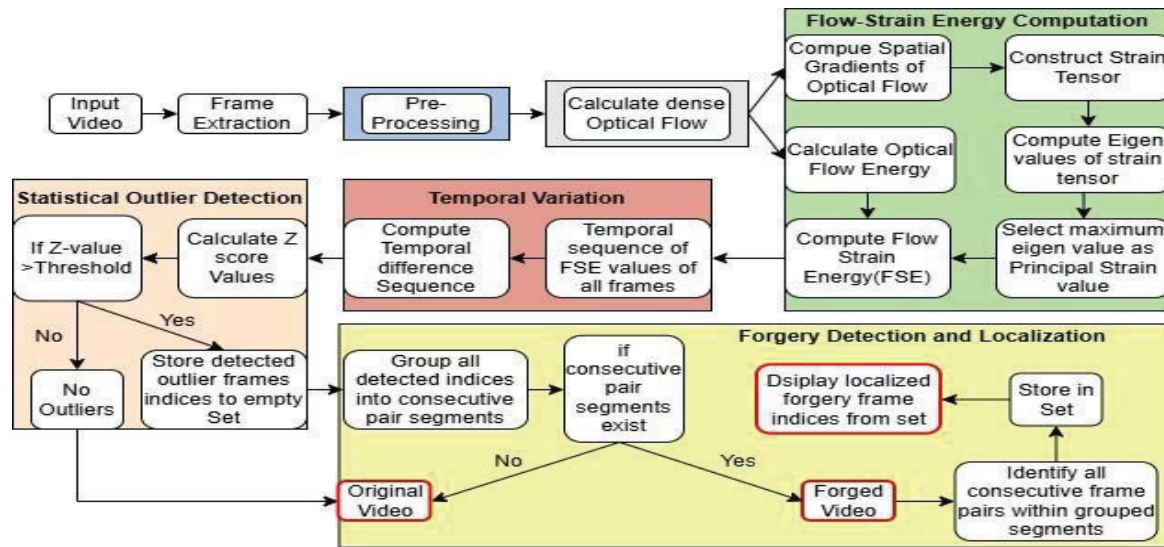 Flow-Strain Energy Computation
Input
Video
Frame
Extraction
Pre-
Processing
Calculate dense
Optical Flow
Compue Spatial
Gradients of
Optical Flow
Construct Strain
Tensor
Calculate Optical
Flow Energy
Compute Eigen
values of strain
tensor
Select maximum
eigen value as
Principal Strain
value
Compute Flow
Strain
Energy(FSE)
Temporal Variation
Temporal
sequence of
FSE values of
all frames
Compute
Temporal
difference
Sequence
Statistical Outlier Detection
Calculate Z
score
Values
If Z-value
>Threshold
No
Yes
No
Outliers
Store detected
outlier frames
indices to empty
Set
Forgery Detection and Localization
Group all
detected indices
into consecutive
pair segments
if
consecutive
pair
segments
exist
No
Yes
Original
Video
Forged
Video
Identify all
consecutive frame
pairs within grouped
segments
Store in
Set
Dsiplay localized
forgery frame
indices from set